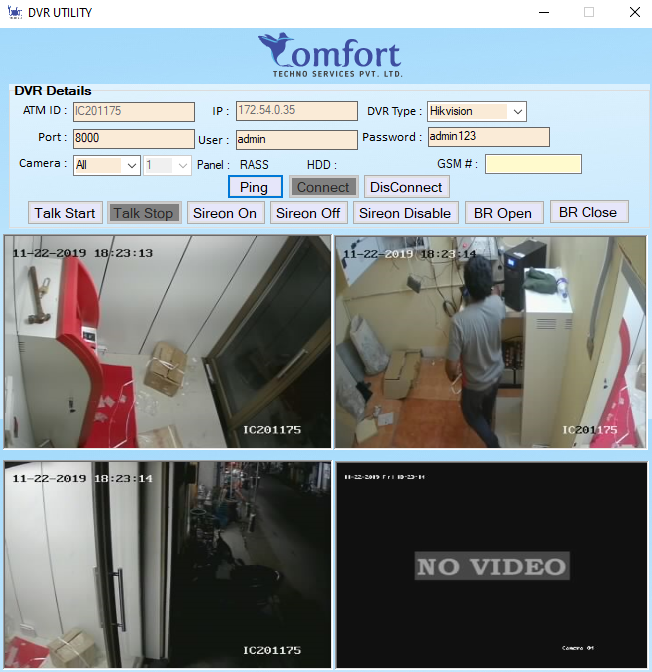 DVR UTILITY
Comfort
TECHNO SERVICES PVT. LTD.
DVR Details
ATM ID : IC201175 IP : 172.54.0.35 DVR Type : Hikvision
Port : 8000 User : admin Password : admin123
Camera : All 1 Panel : RASS HDD : GSM # :
Ping Connect DisConnect
Talk Start Talk Stop Sireon On Sireon Off Sireon Disable BR Open BR Close
11-22-2019 18:23:13
IC201175
11-22-2019 18:23:14
IC201175
11-22-2019 18:23:14
IC201175
11-22-2019 Fri 18:23:14
NO VIDEO
Camera 04